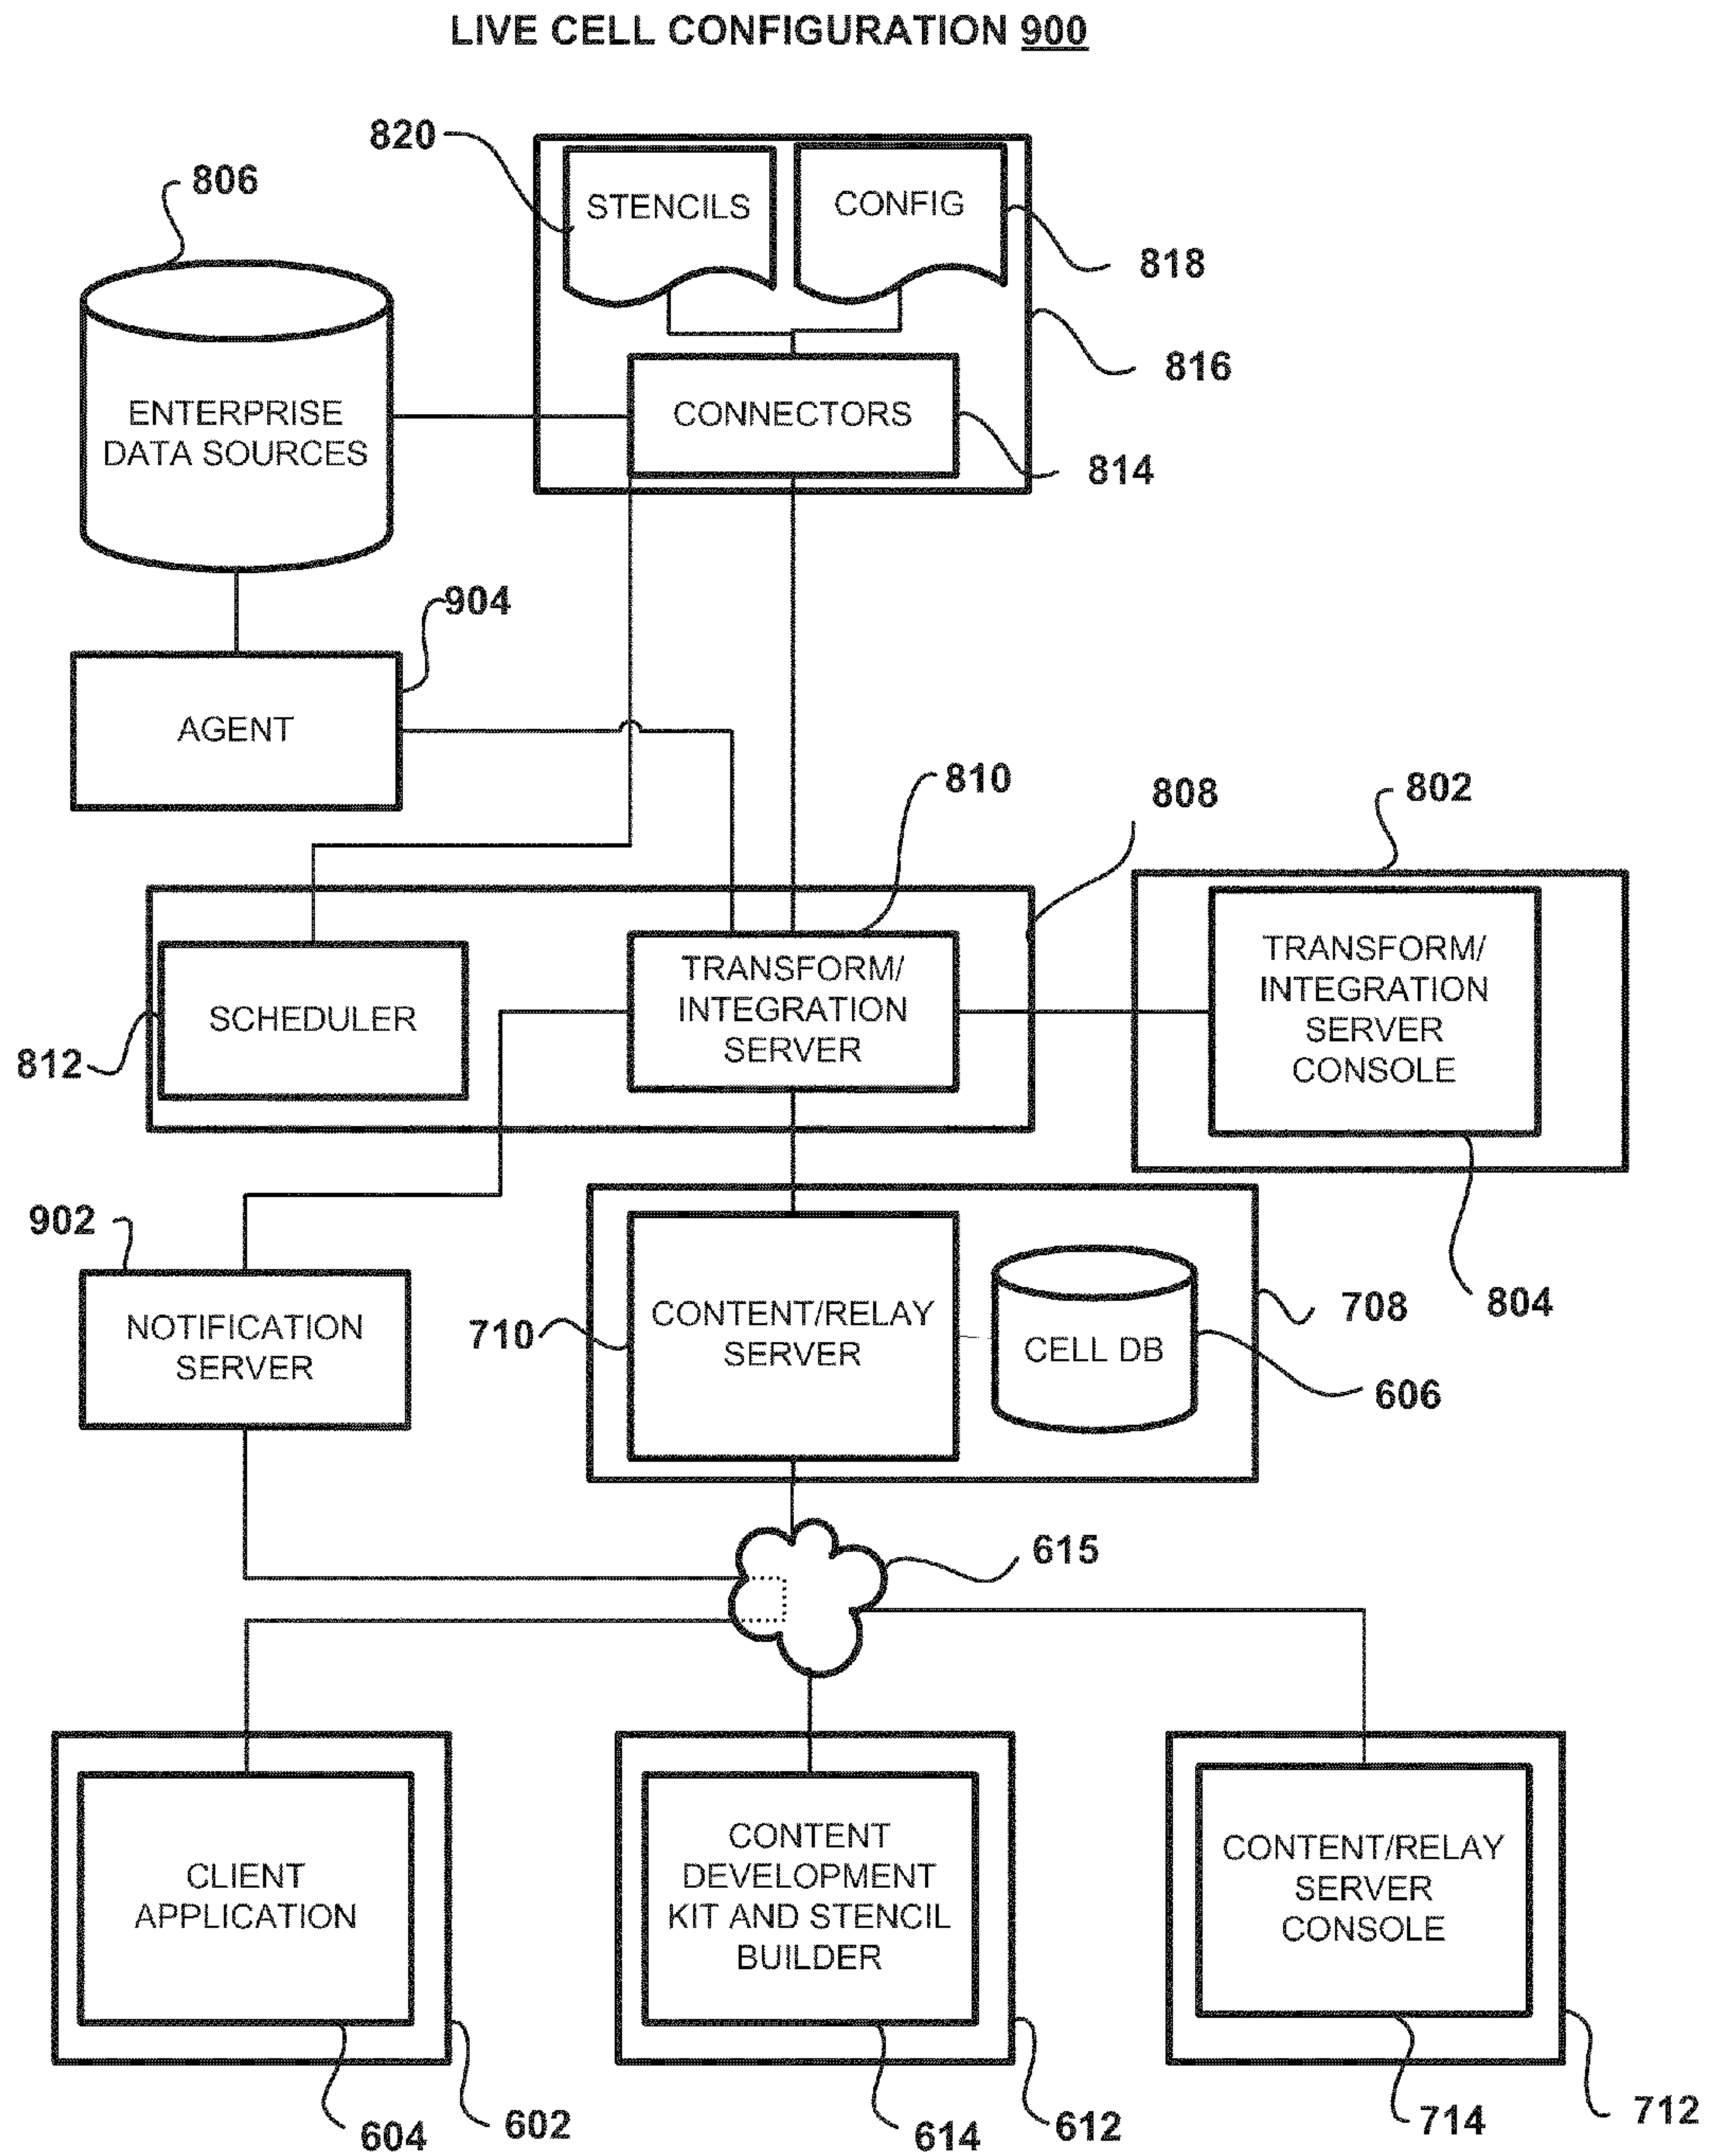 LIVE CELL CONFIGURATION 900
820
806
STENCILS
CONFIG
818
816
ENTERPRISE
DATA SOURCES
CONNECTORS
814
904
AGENT
810
808
802
SCHEDULER
812
TRANSFORM/
INTEGRATION
SERVER
TRANSFORM/
INTEGRATION
SERVER
CONSOLE
804
902
NOTIFICATION
SERVER
710
CONTENT/RELAY
SERVER
CELL DB
708
606
615
CLIENT
APPLICATION
604
602
CONTENT
DEVELOPMENT
KIT AND STENCIL
BUILDER
614
612
CONTENT/RELAY
SERVER
CONSOLE
714
712